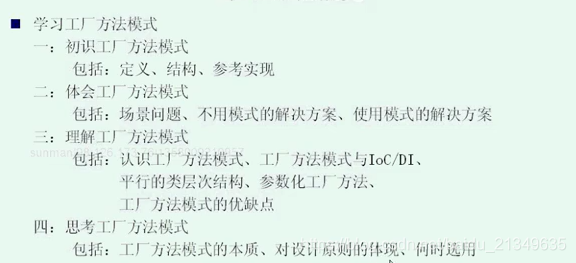 学习工厂方法模式
一：初识工厂方法模式
包括：定义、结构、参考实现
二：体会工厂方法模式
包括：场景问题、不用模式的解决方案、使用模式的解决方案
三：理解工厂方法模式
包括：认识工厂方法模式、工厂方法模式与IoC/DI、
平行的类层次结构、参数化工厂方法、
工厂方法模式的优缺点
四：思考工厂方法模式
包括：工厂方法模式的本质、对设计原则的体现、何时选用